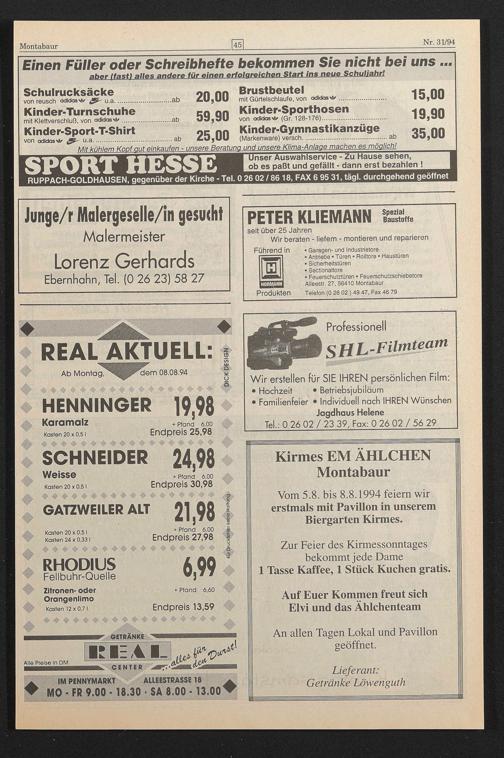 Montabaur
45
Nr. 31/94
Einen Füller oder Schreibhefte bekommen Sie nicht bei uns ...
aber (fast) alles andere für einen erfolgreichen Start ins neue Schuljahr!
Schulrucksäcke
von reusch adidas u.a. ab 20,00
Kinder-Turnschuhe
mit Klettverschluß, von adidas ab 59,90
Kinder-Sport-T-Shirt
von adidas u.a. ab 25,00
Brustbeutel
mit Gürtelschlaufe, von adidas 15,00
Kinder-Sporthosen
von adidas (Gr. 128-176) 19,90
Kinder-Gymnastikanzüge
(Markenware) versch. ab 35,00
Mit kühlem Kopf gut einkaufen - unsere Beratung und unsere Klima-Anlage machen es möglich!
SPORT HESSE
Unser Auswahlservice - Zu Hause sehen,
ob es paßt und gefällt - dann erst bezahlen !
RUPPACH-GOLDHAUSEN, gegenüber der Kirche - Tel. 0 26 02 / 86 18, FAX 6 95 31, tägl. durchgehend geöffnet
Junge/r Malergeselle/in gesucht
Malermeister
Lorenz Gerhards
Ebernhahn, Tel. (0 26 23) 58 27
PETER KLIEMANN Spezial
Baustoffe
seit über 25 Jahren
Wir beraten - liefern - montieren und reparieren
Führend in
HÖRMANN
Produkten
• Garagen- und Industrietore
• Antriebe • Türen • Rolltore • Haustüren
• Sicherheitstüren
• Sectionaltore
• Feuerschutztüren • Feuerschutzschiebetore
Alleestr. 27, 56410 Montabaur
Telefon (0 26 02) 49 47, Fax 46 79
REAL AKTUELL:
Ab Montag, dem 08.08.94
DICK DESIGN
HENNINGER 19,98
Karamalz + Pfand 6.00
Kasten 20 x 0,5 l Endpreis 25,98
SCHNEIDER 24,98
Weisse + Pfand 6.00
Kasten 20 x 0,5 l Endpreis 30,98
GATZWEILER ALT 21,98
Kasten 20 x 0,5 l + Pfand 6.00
Kasten 24 x 0,33 l Endpreis 27,98
RHODIUS 6,99
Fellbuhr-Quelle
Zitronen- oder + Pfand 6,60
Orangenlimo
Kasten 12 x 0,7 l Endpreis 13,59
GETRÄNKE
REAL
CENTER
...alles für
den Durst!
Alle Preise in DM
IM PENNYMARKT ALLEESTRASSE 18
MO - FR 9.00 - 18.30 · SA 8.00 - 13.00
Professionell
SHL-Filmteam
Wir erstellen für SIE IHREN persönlichen Film:
• Hochzeit • Betriebsjubiläum
• Familienfeier • Individuell nach IHREN Wünschen
Jagdhaus Helene
Tel.: 0 26 02 / 23 39, Fax: 0 26 02 / 56 29
Kirmes EM ÄHLCHEN
Montabaur
Vom 5.8. bis 8.8.1994 feiern wir
erstmals mit Pavillon in unserem
Biergarten Kirmes.
Zur Feier des Kirmessonntages
bekommt jede Dame
1 Tasse Kaffee, 1 Stück Kuchen gratis.
Auf Euer Kommen freut sich
Elvi und das Ählchenteam
An allen Tagen Lokal und Pavillon
geöffnet.
Lieferant:
Getränke Löwenguth